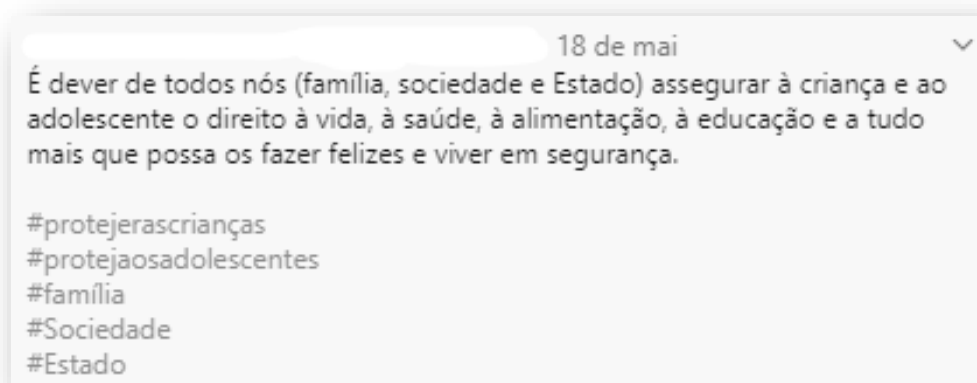 18 de mai
É dever de todos nós (família, sociedade e Estado) assegurar à criança e ao
adolescente o direito à vida, à saúde, à alimentação, à educação e a tudo
mais que possa os fazer felizes e viver em segurança.
#protejerascrianças
#protejaosadolescentes
#família
#Sociedade
#Estado